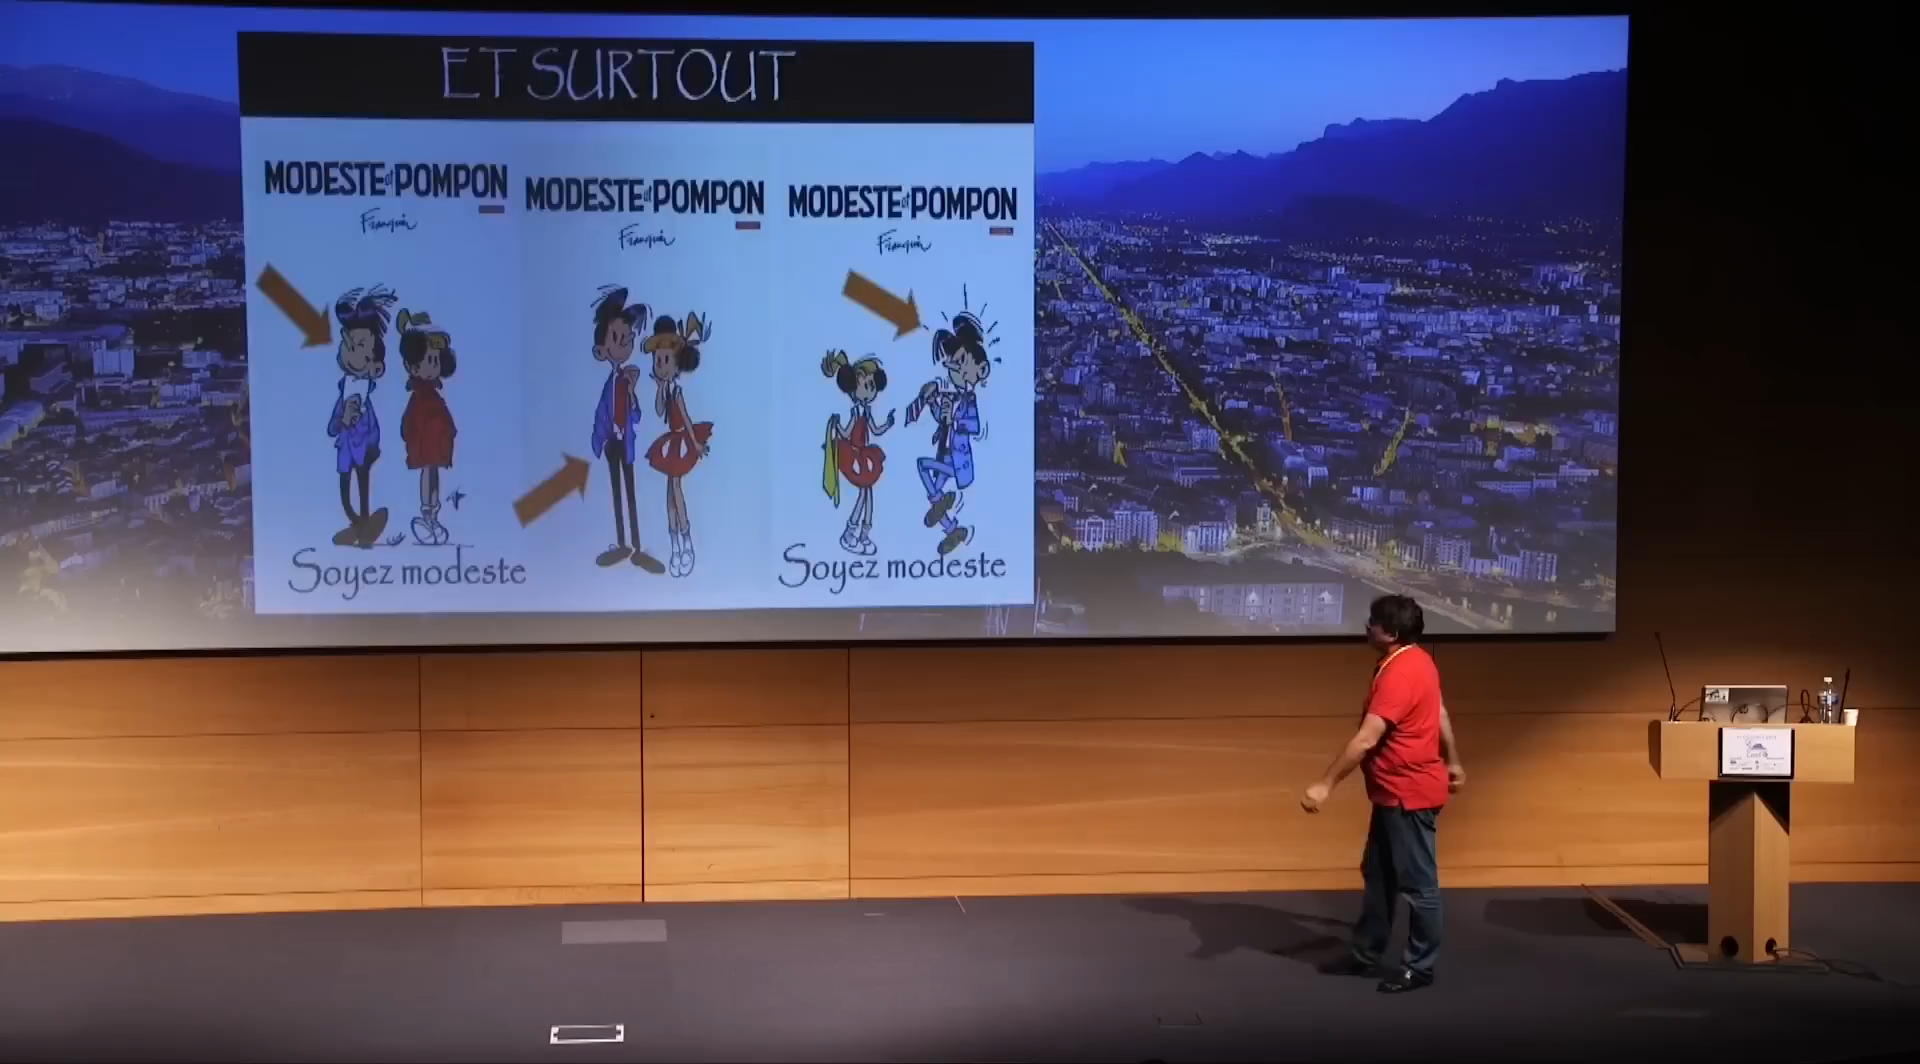 ET SURTOUT
MODESTE et POMPON
Franquin
MODESTE et POMPON
Franquin
MODESTE et POMPON
Franquin
Soyez modeste
Soyez modeste